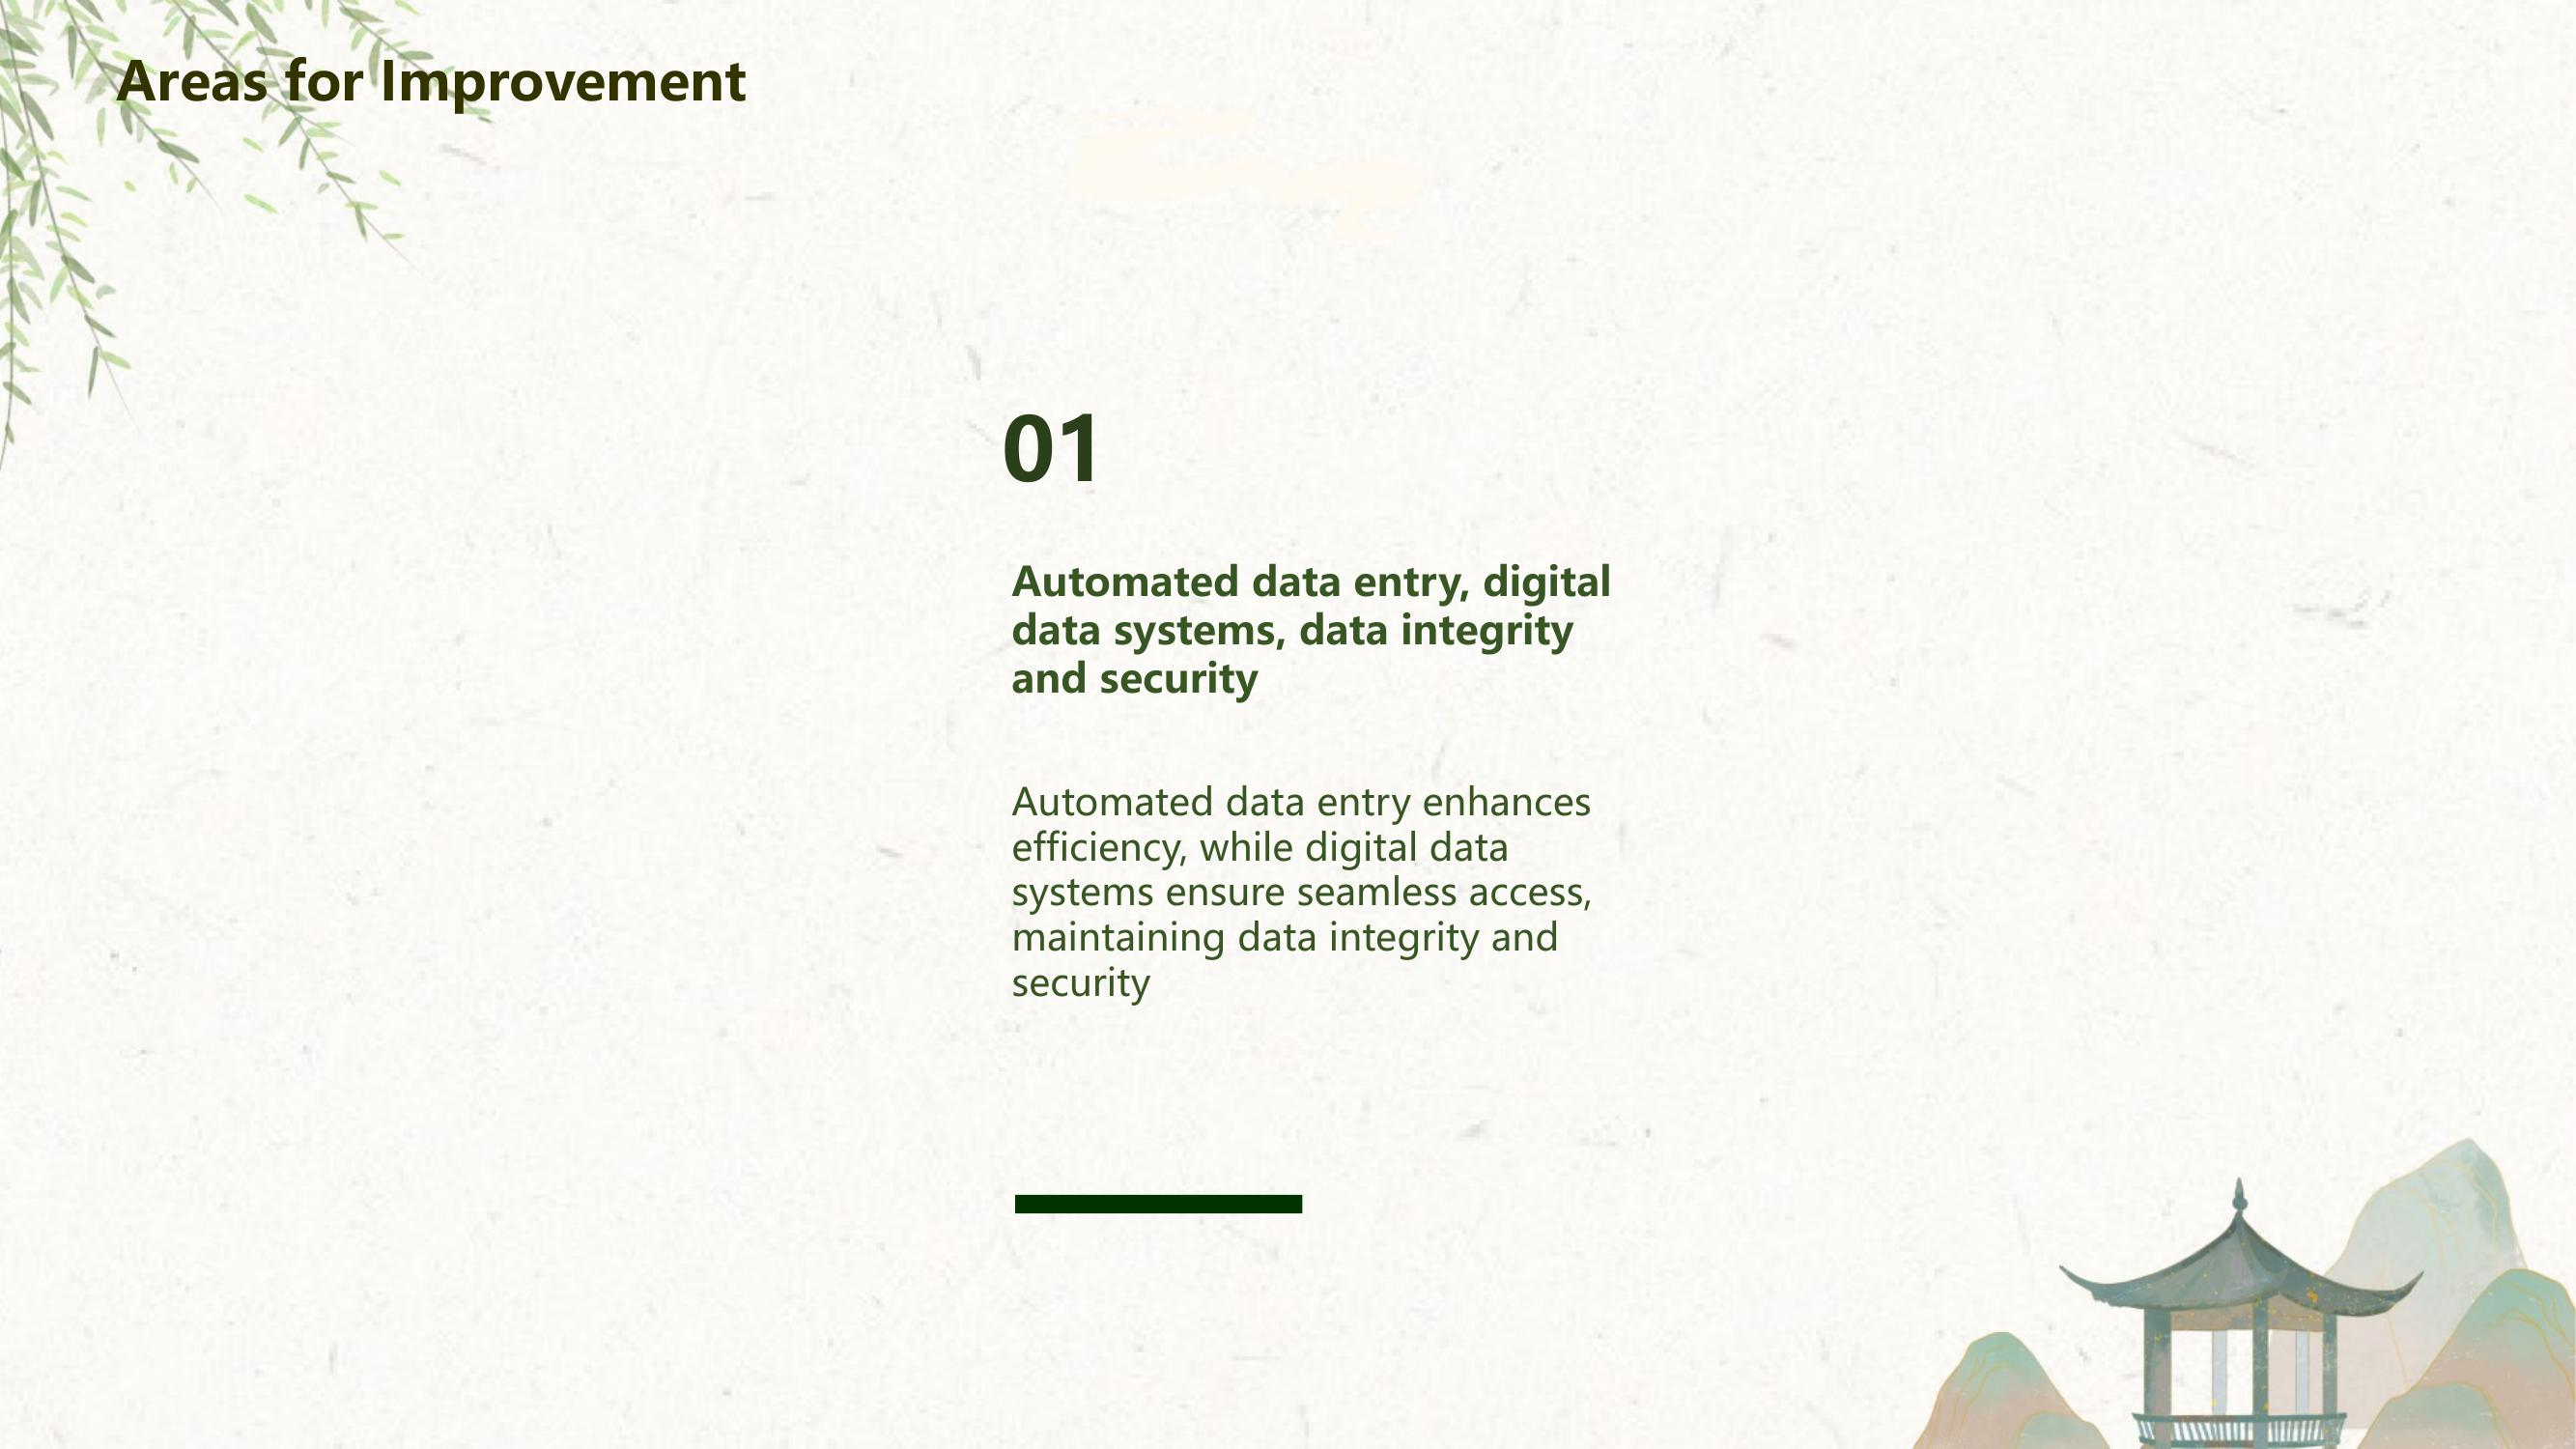 Areas for Improvement
01
Automated data entry, digital
data systems, data integrity
and security
Automated data entry enhances
efficiency, while digital data
systems ensure seamless access,
maintaining data integrity and
security